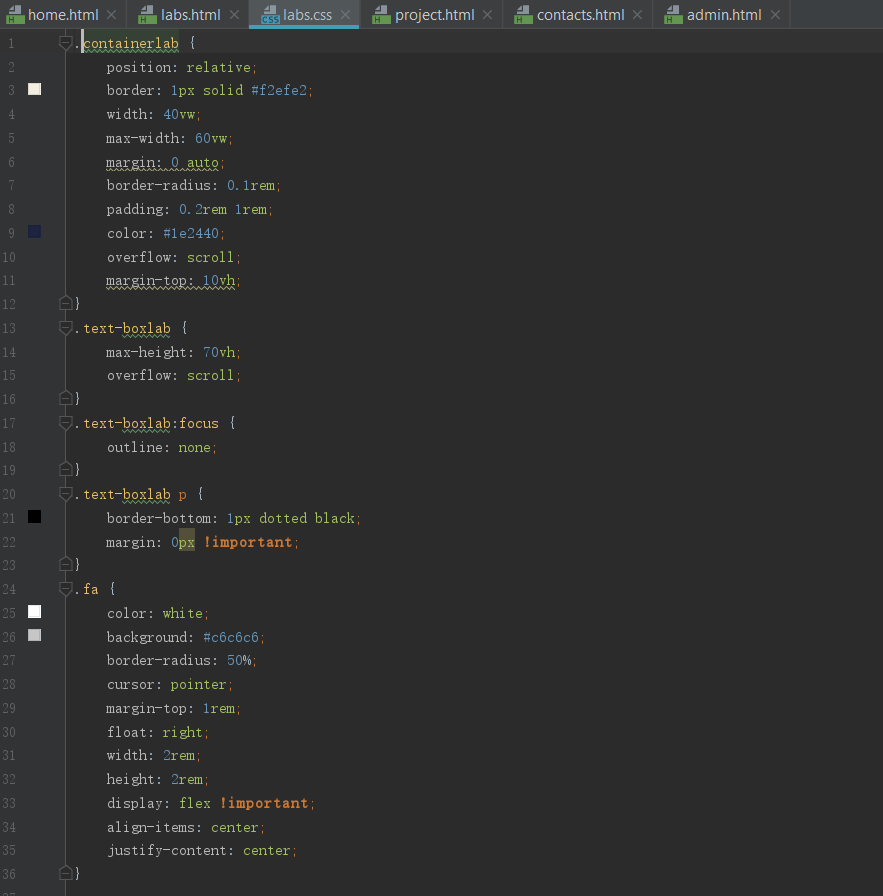 home.html labs.html labs.css project.html contacts.html admin.html
1 .containerlab {
2 position: relative;
3 border: 1px solid #f2efe2;
4 width: 40vw;
5 max-width: 60vw;
6 margin: 0 auto;
7 border-radius: 0.1rem;
8 padding: 0.2rem 1rem;
9 color: #1e2440;
10 overflow: scroll;
11 margin-top: 10vh;
12 }
13 .text-boxlab {
14 max-height: 70vh;
15 overflow: scroll;
16 }
17 .text-boxlab:focus {
18 outline: none;
19 }
20 .text-boxlab p {
21 border-bottom: 1px dotted black;
22 margin: 0px !important;
23 }
24 .fa {
25 color: white;
26 background: #c6c6c6;
27 border-radius: 50%;
28 cursor: pointer;
29 margin-top: 1rem;
30 float: right;
31 width: 2rem;
32 height: 2rem;
33 display: flex !important;
34 align-items: center;
35 justify-content: center;
36 }